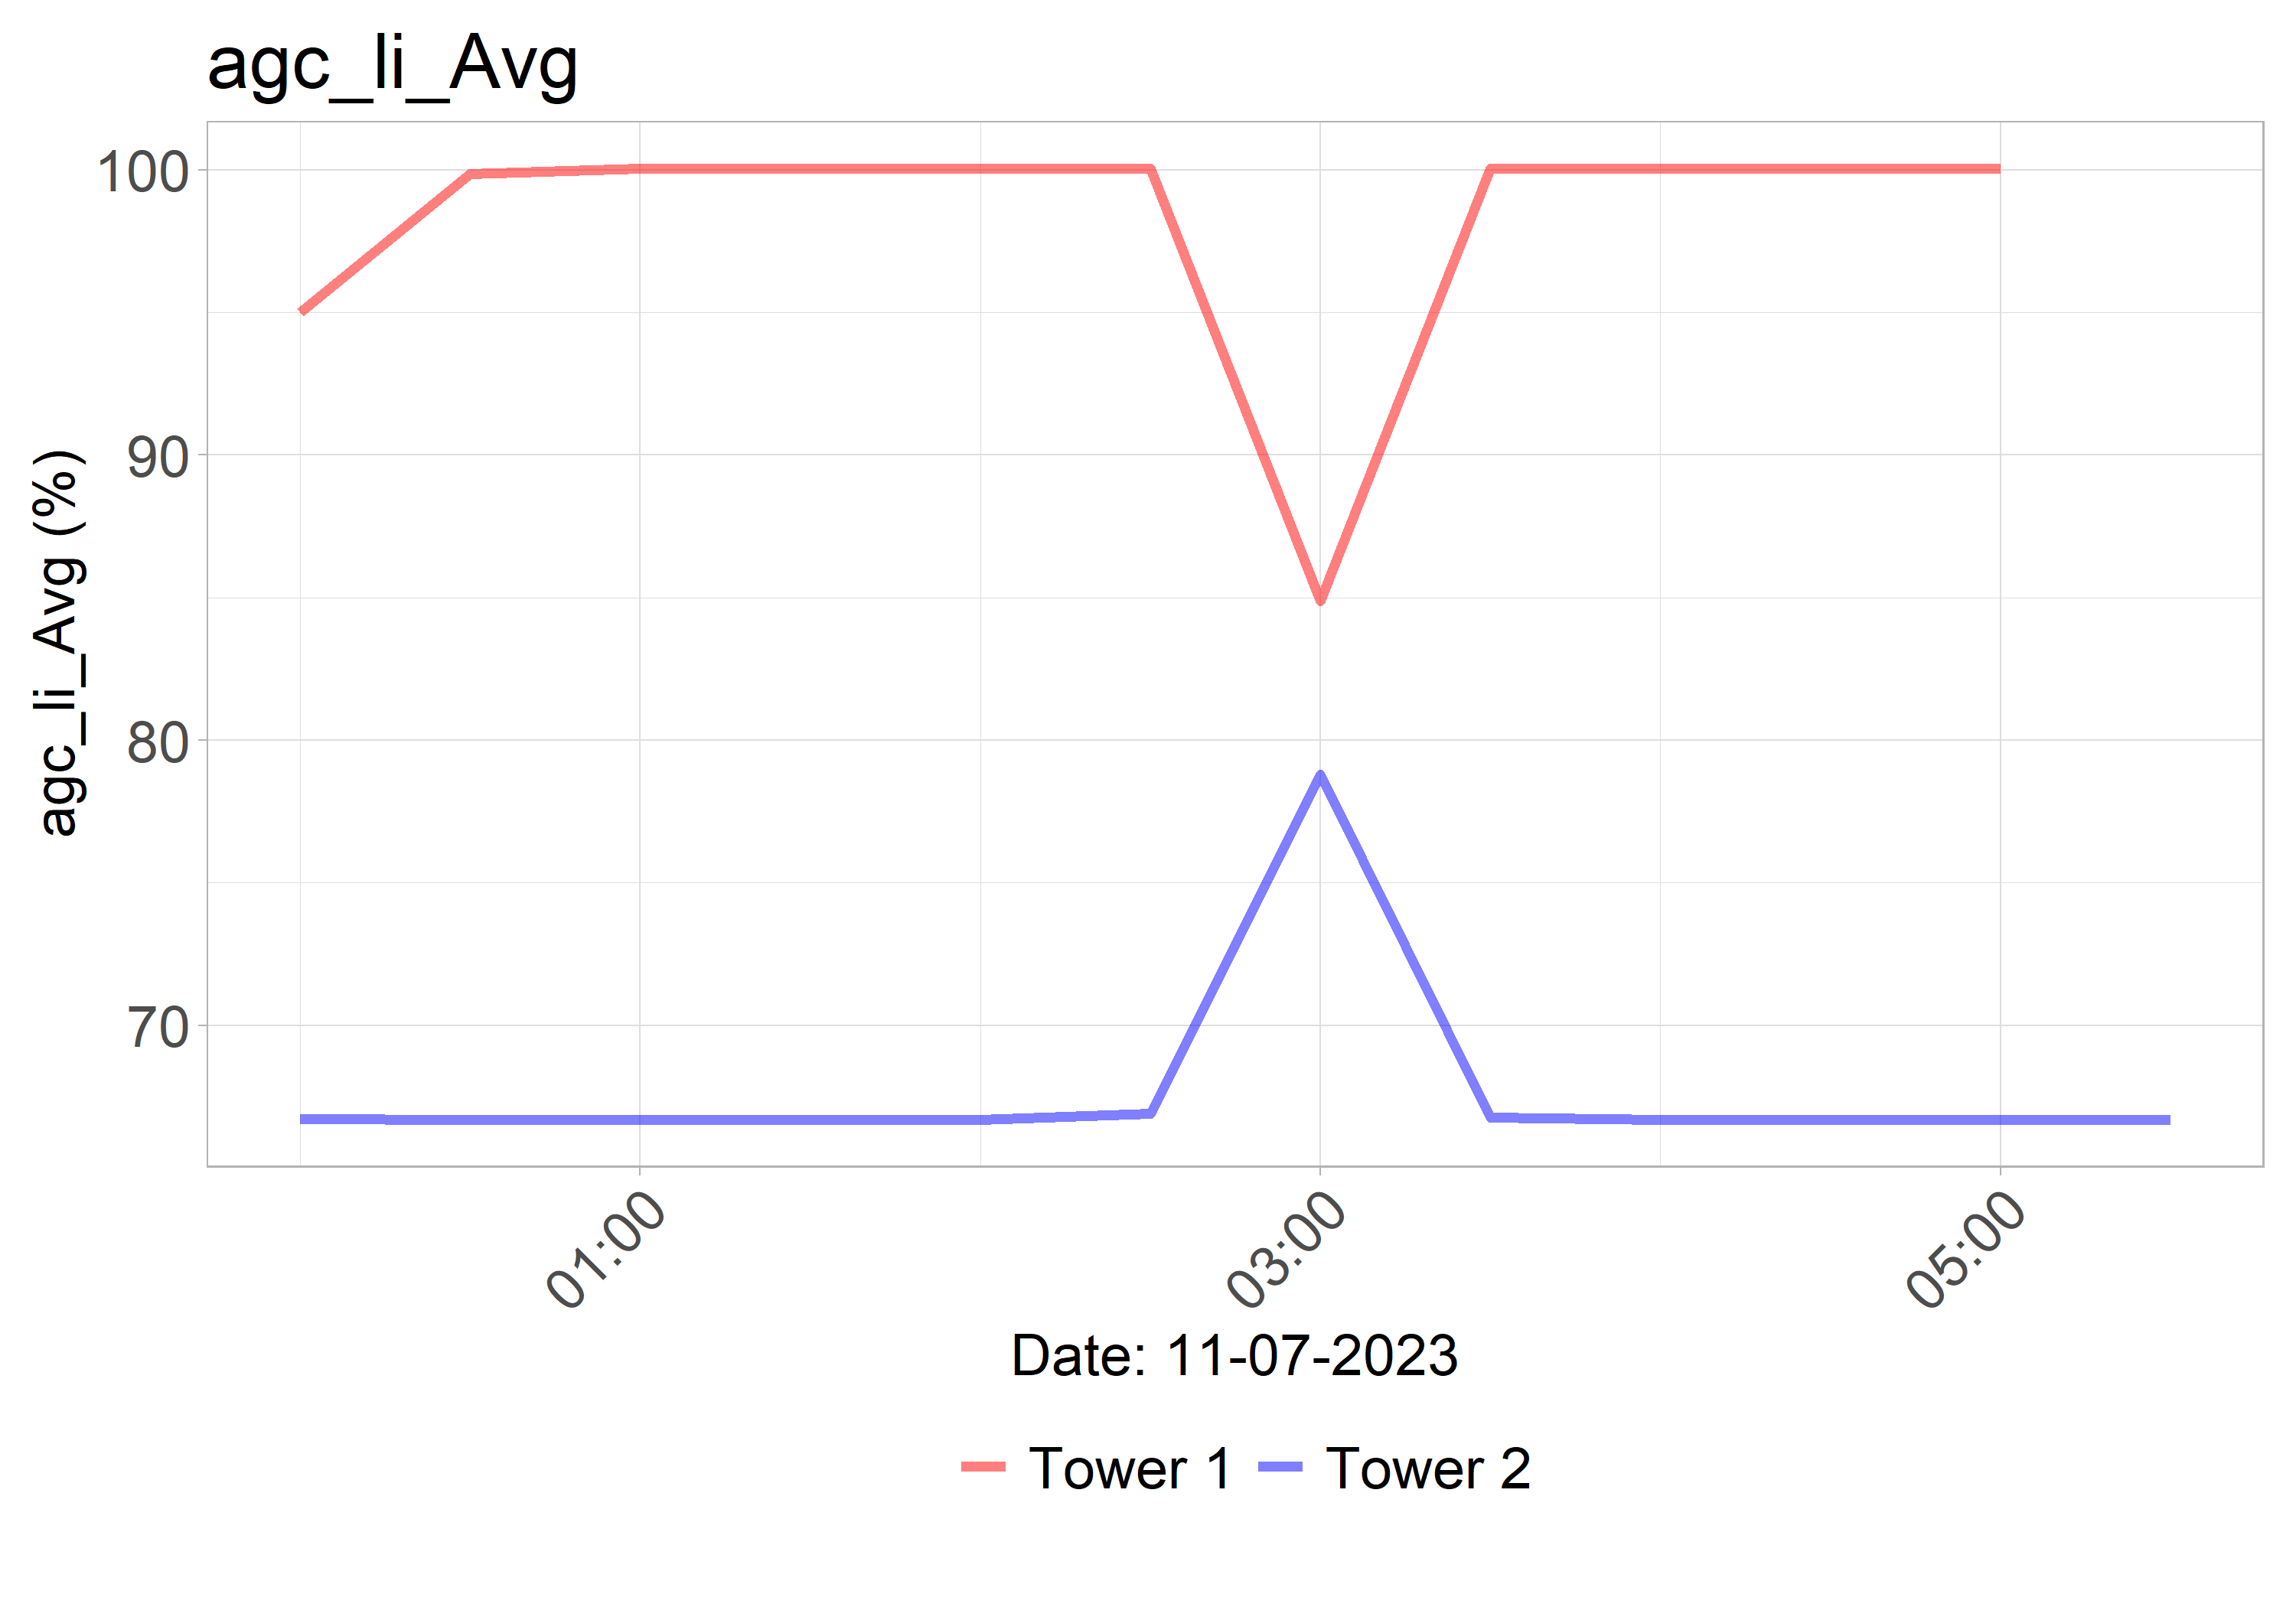 agc_li_Avg
agc_li_Avg (%)
100
90
80
70
01:00
03:00
05:00
Date: 11-07-2023
Tower 1
Tower 2